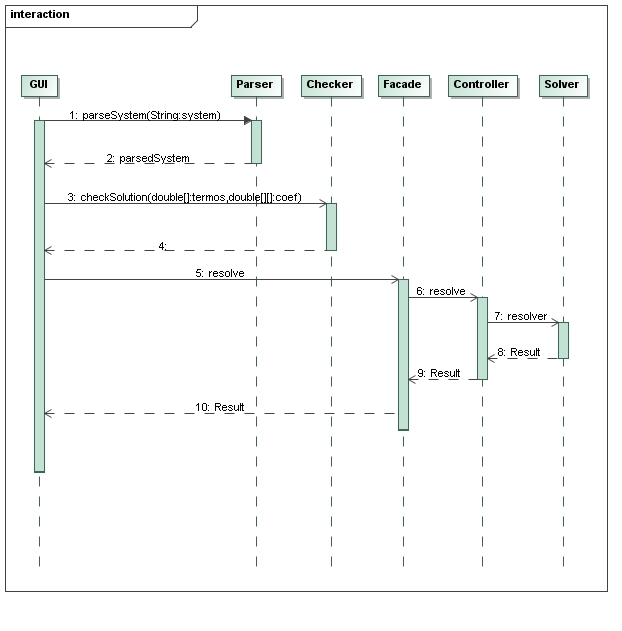 interaction
GUI
Parser
Checker
Facade
Controller
Solver
1: parseSystem(String:system)
2: parsedSystem
3: checkSolution(double[]:termos,double[][]:coef)
4:
5: resolve
6: resolve
7: resolver
8: Result
9: Result
10: Result